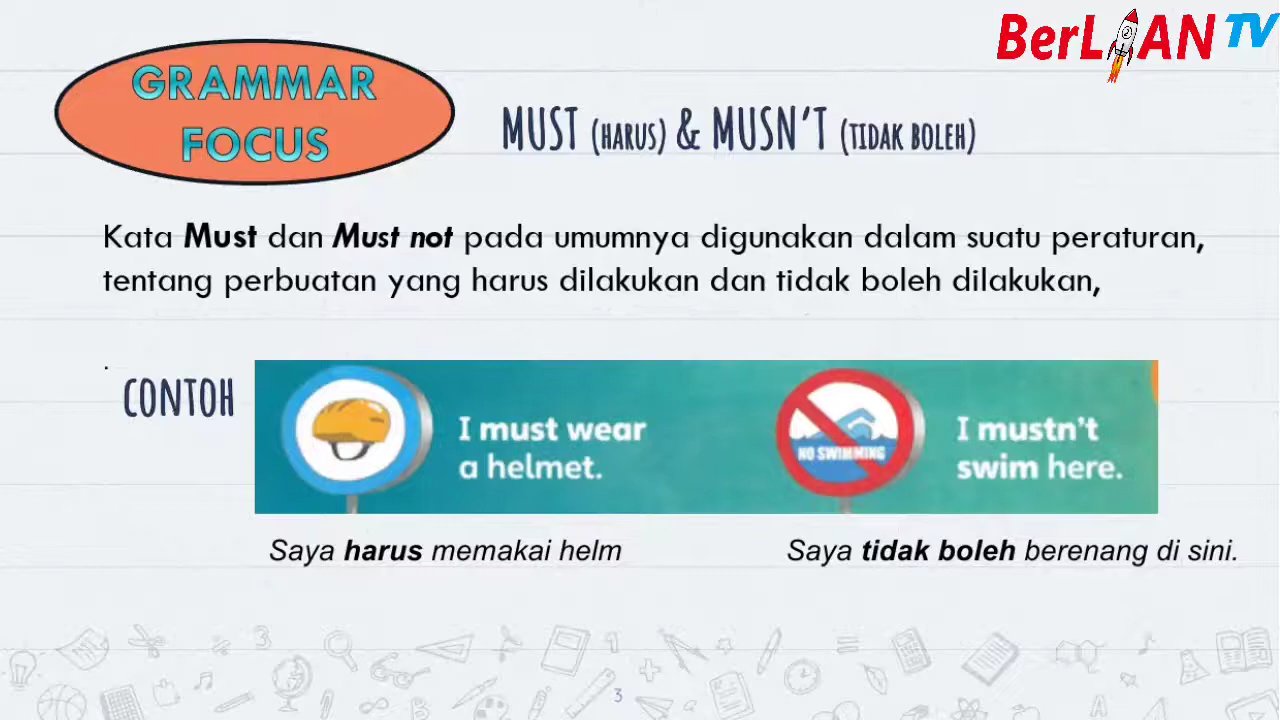 BerLIAN TV
GRAMMAR
FOCUS
MUST (HARUS) & MUSN'T (TIDAK BOLEH)
Kata Must dan Must not pada umumnya digunakan dalam suatu peraturan,
tentang perbuatan yang harus dilakukan dan tidak boleh dilakukan,
.
CONTOH
I must wear
a helmet.
NO SWIMMING
I mustn't
swim here.
Saya harus memakai helm
Saya tidak boleh berenang di sini.
3